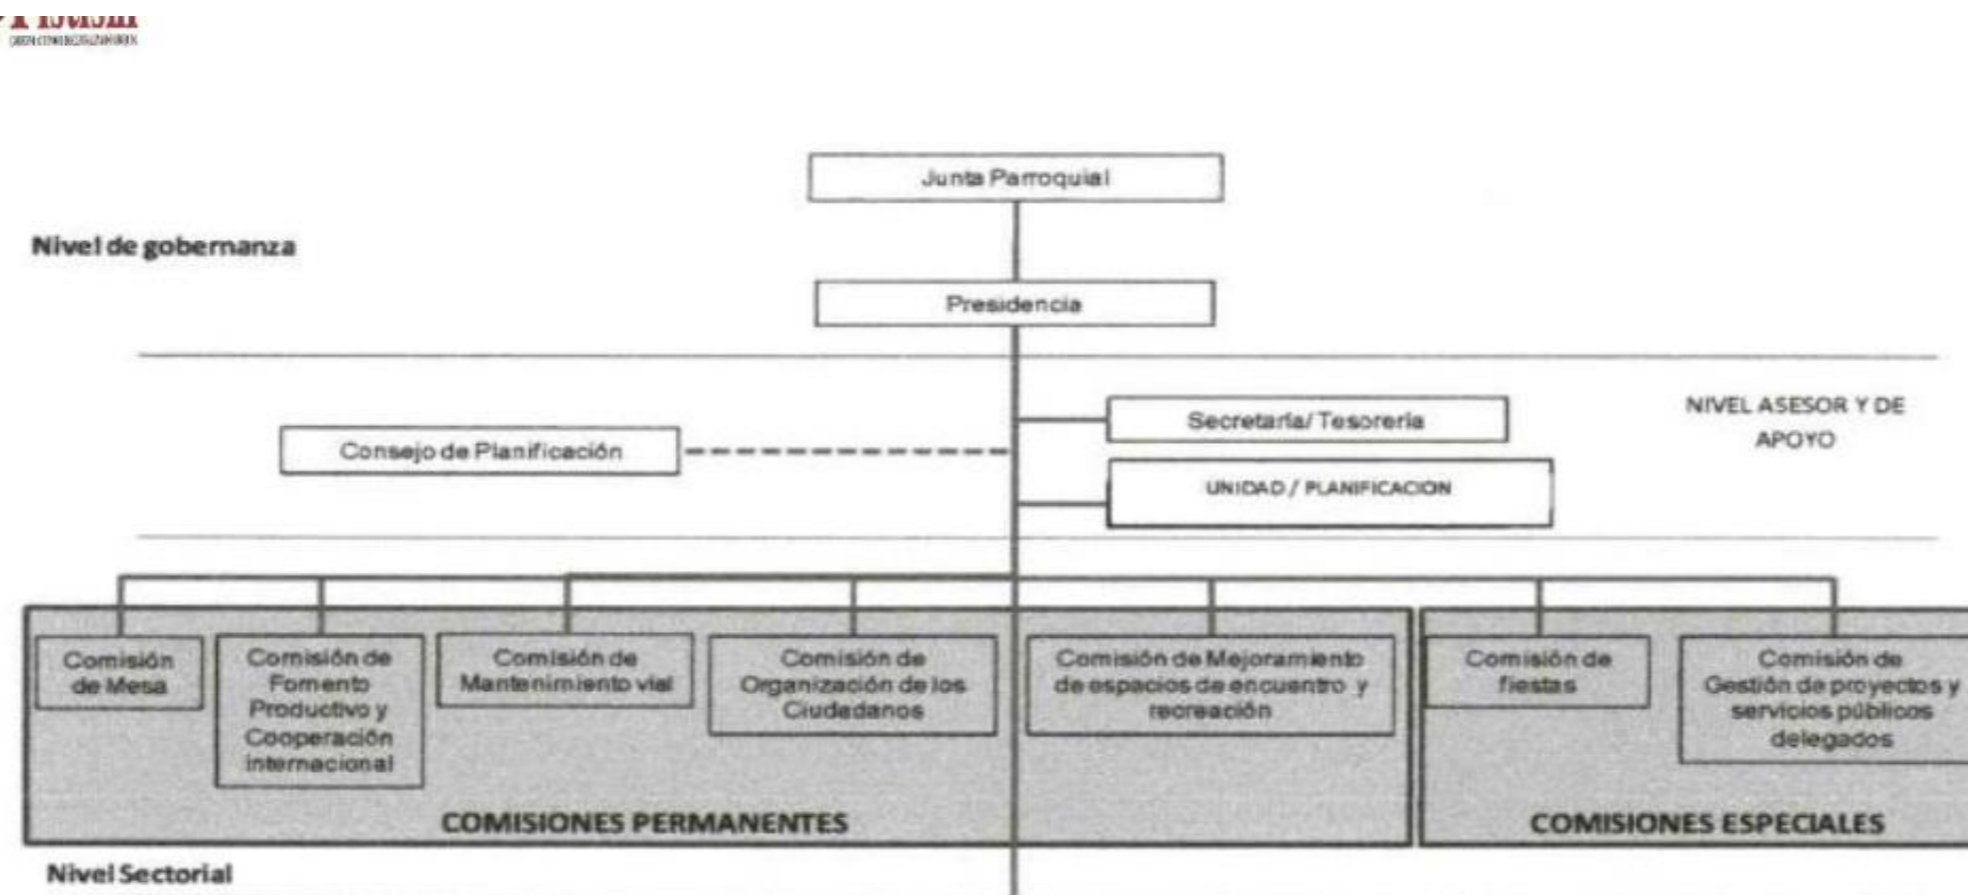 Junta Parroquial
Nivel de gobernanza
Presidencia
Secretaría/ Tesorería
NIVEL ASESOR Y DE
APOYO
Consejo de Planificación
UNIDAD / PLANIFICACION
Comisión
de Mesa
Comisión de
Fomento
Productivo y
Cooperación
internacional
Comisión de
Mantenimiento vial
Comisión de
Organización de los
Ciudadanos
Comisión de Mejoramiento
de espacios de encuentro y
recreación
Comisión de
fiestas
Comisión de
Gestión de proyectos y
servicios públicos
delegados
COMISIONES PERMANENTES
COMISIONES ESPECIALES
Nivel Sectorial